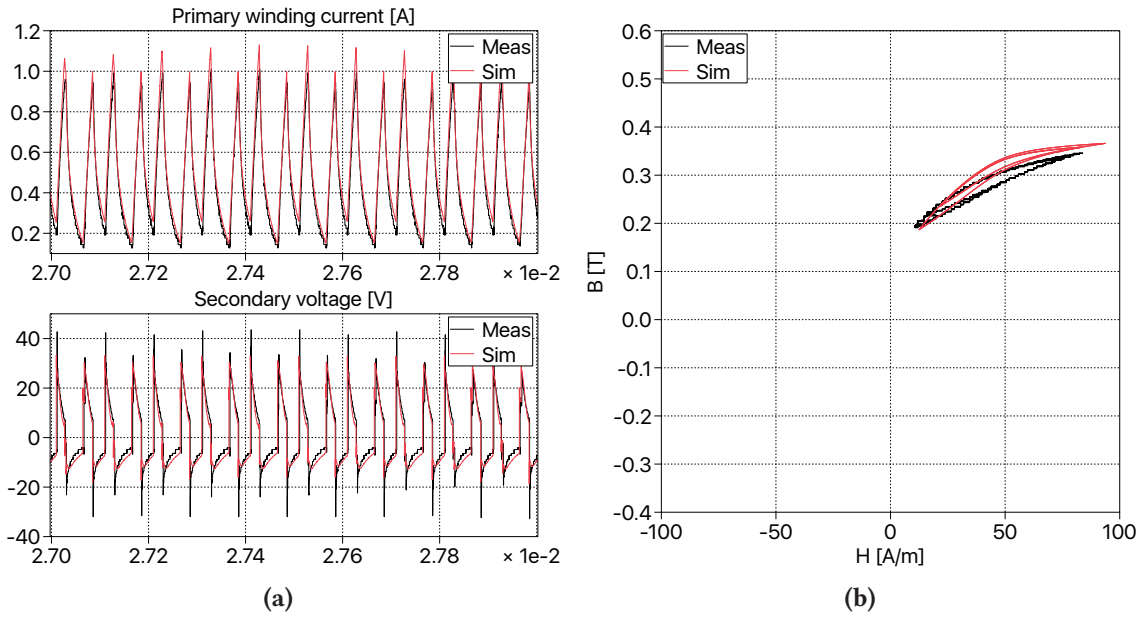 Primary winding current [A]
1.2
1.0
0.8
0.6
0.4
0.2
Meas
Sim
2.70 2.72 2.74 2.76 2.78 × 1e-2
Secondary voltage [V]
40
20
0
-20
-40
Meas
Sim
2.70 2.72 2.74 2.76 2.78 × 1e-2
(a)
0.6
0.5
0.4
0.3
0.2
0.1
0.0
-0.1
-0.2
-0.3
-0.4
B [T]
Meas
Sim
-100 -50 0 50 100
H [A/m]
(b)